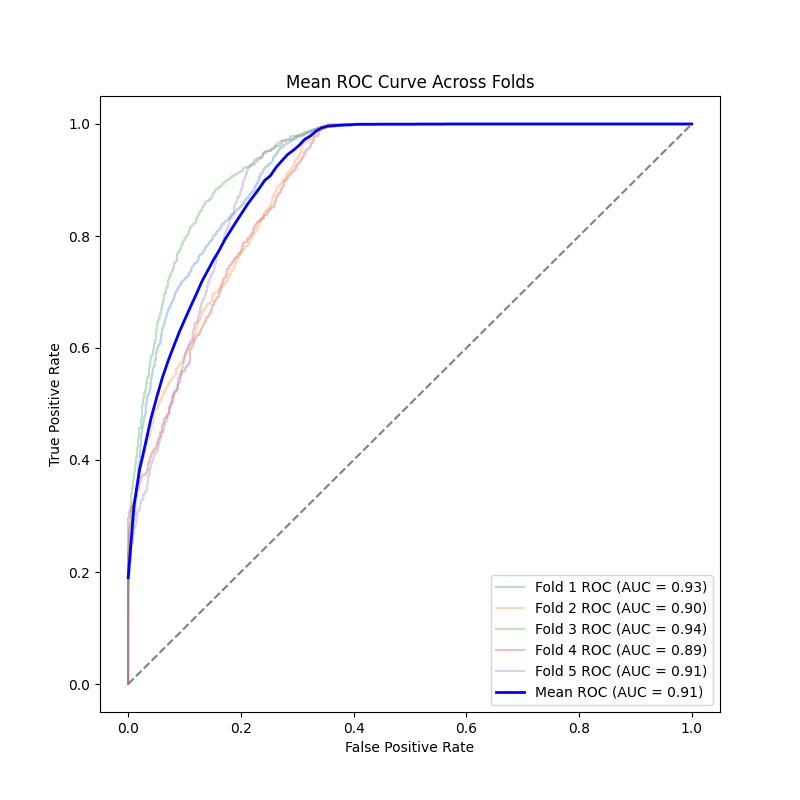 Mean ROC Curve Across Folds
True Positive Rate
1.0
0.8
0.6
0.4
0.2
0.0
0.0 0.2 0.4 0.6 0.8 1.0
False Positive Rate
Fold 1 ROC (AUC = 0.93)
Fold 2 ROC (AUC = 0.90)
Fold 3 ROC (AUC = 0.94)
Fold 4 ROC (AUC = 0.89)
Fold 5 ROC (AUC = 0.91)
Mean ROC (AUC = 0.91)